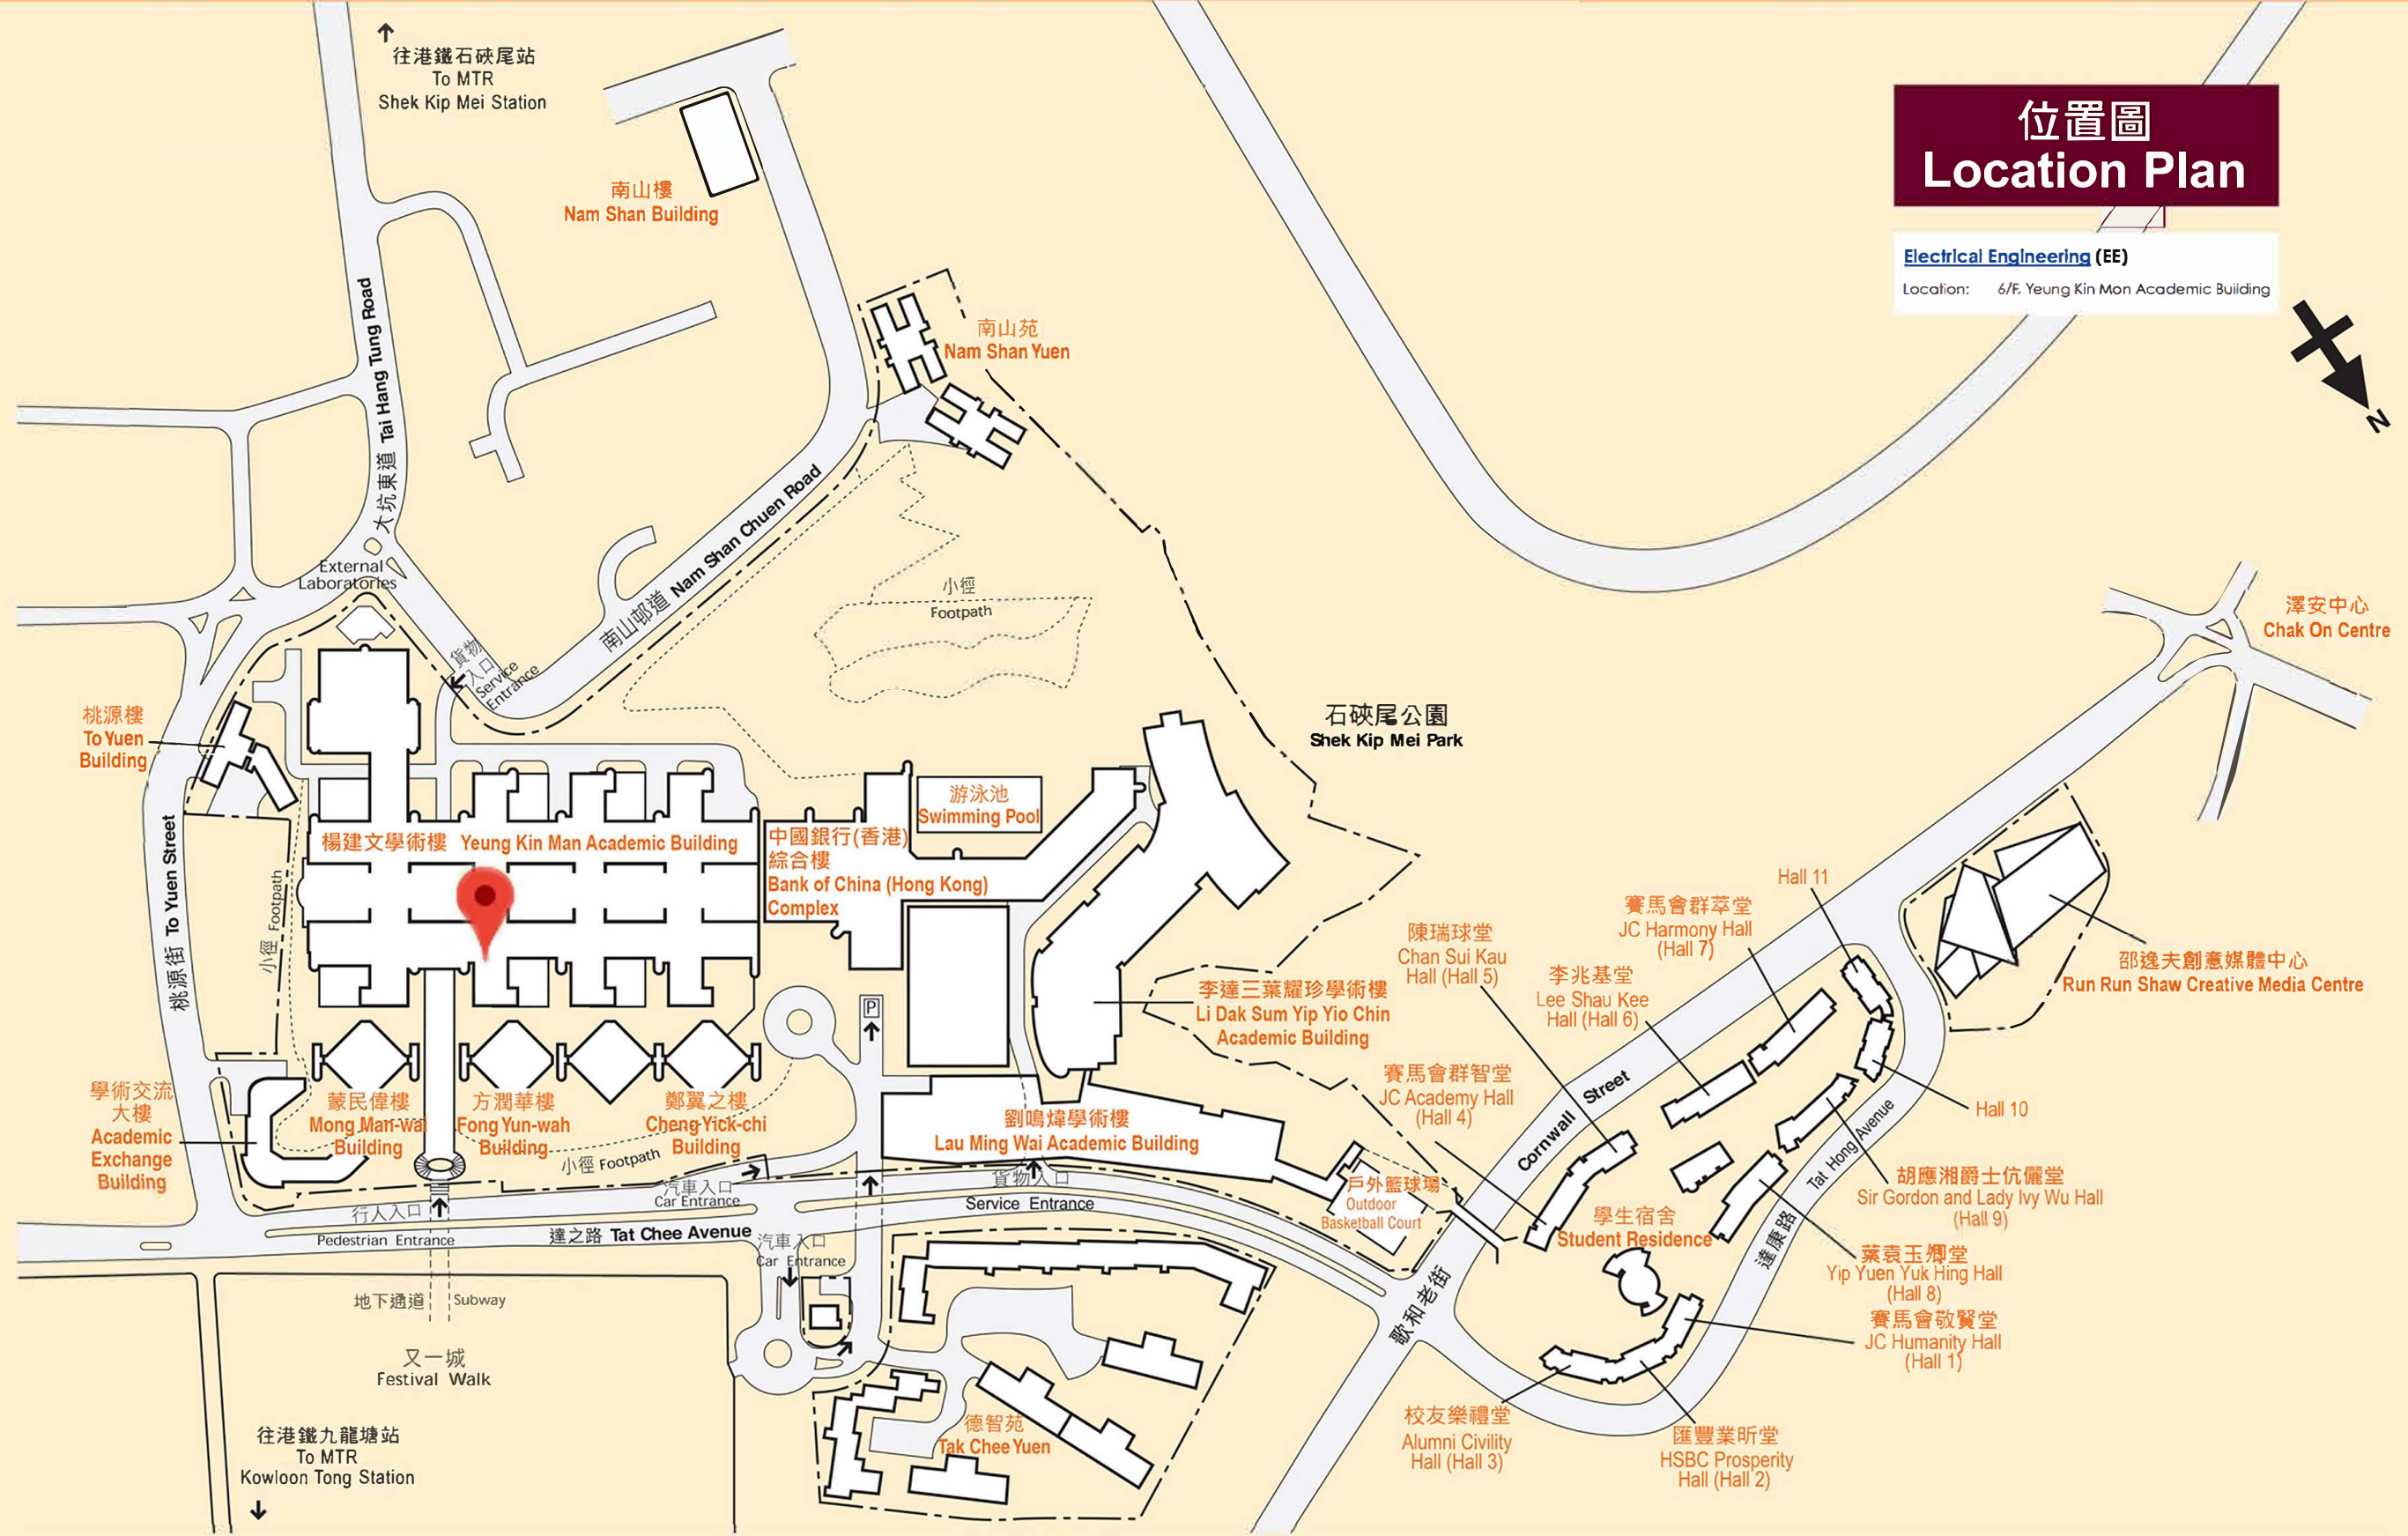 位置圖
Location Plan
Electrical Engineering (EE)
Location: 6/F, Yeung Kin Mon Academic Building
N
往港鐵石硤尾站
To MTR
Shek Kip Mei Station
南山樓
Nam Shan Building
南山苑
Nam Shan Yuen
大坑東道 Tai Hang Tung Road
External
Laboratories
貨物
入口
Service
Entrance
南山邨道 Nam Shan Chuen Road
小徑
Footpath
澤安中心
Chak On Centre
石硤尾公園
Shek Kip Mei Park
桃源樓
To Yuen
Building
桃源街 To Yuen Street
小徑 Footpath
楊建文學術樓 Yeung Kin Man Academic Building
中國銀行(香港)
綜合樓
Bank of China (Hong Kong)
Complex
游泳池
Swimming Pool
P
李達三葉耀珍學術樓
Li Dak Sum Yip Yio Chin
Academic Building
陳瑞球堂
Chan Sui Kau
Hall (Hall 5)
李兆基堂
Lee Shau Kee
Hall (Hall 6)
賽馬會群萃堂
JC Harmony Hall
(Hall 7)
Hall 11
邵逸夫創意媒體中心
Run Run Shaw Creative Media Centre
賽馬會群智堂
JC Academy Hall
(Hall 4)
Cornwall Street
歌和老街
Hall 10
學術交流
大樓
Academic
Exchange
Building
蒙民偉樓
Mong Man-wai
Building
方潤華樓
Fong Yun-wah
Building
鄭翼之樓
Cheng Yick-chi
Building
小徑 Footpath
劉鳴煒學術樓
Lau Ming Wai Academic Building
汽車入口
Car Entrance
貨物入口
Service Entrance
行人入口
Pedestrian Entrance
達之路 Tat Chee Avenue
汽車入口
Car Entrance
戶外籃球場
Outdoor
Basketball Court
學生宿舍
Student Residence
胡應湘爵士伉儷堂
Sir Gordon and Lady Ivy Wu Hall
(Hall 9)
達康路 Tat Hong Avenue
葉袁玉卿堂
Yip Yuen Yuk Hing Hall
(Hall 8)
賽馬會敬賢堂
JC Humanity Hall
(Hall 1)
地下通道 Subway
又一城
Festival Walk
往港鐵九龍塘站
To MTR
Kowloon Tong Station
德智苑
Tak Chee Yuen
校友樂禮堂
Alumni Civility
Hall (Hall 3)
匯豐業昕堂
HSBC Prosperity
Hall (Hall 2)